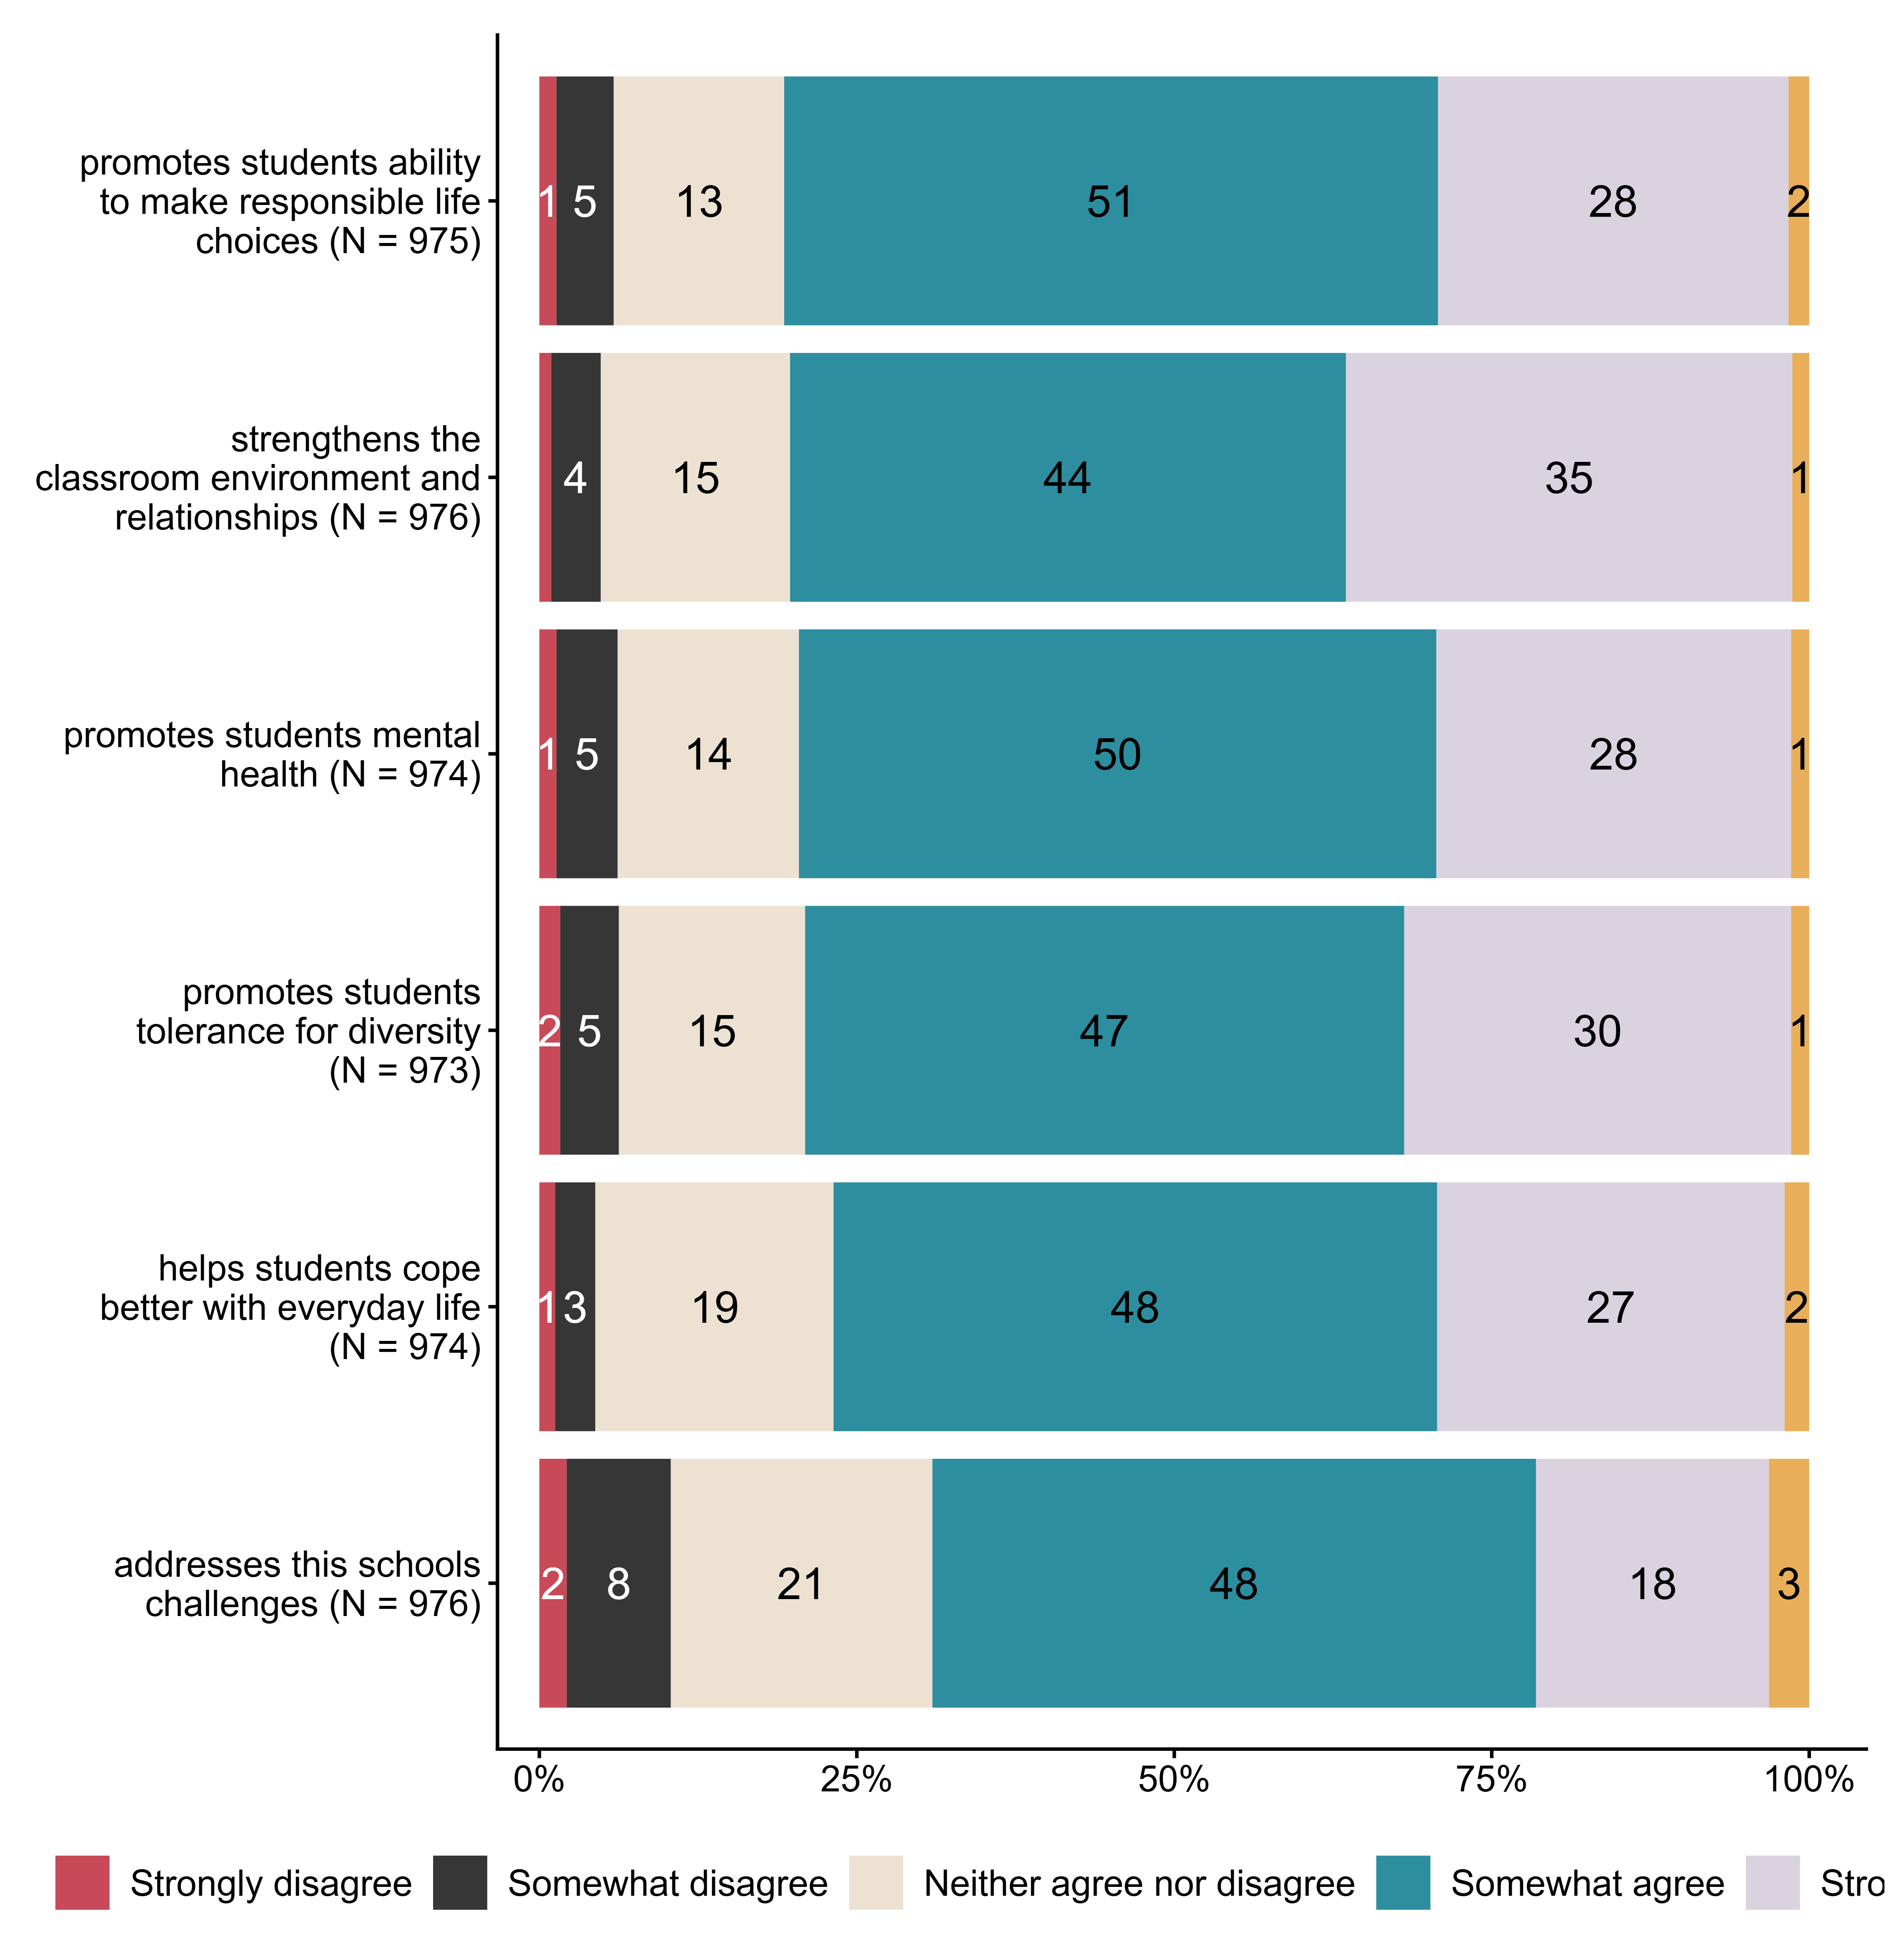 promotes students ability
to make responsible life
choices (N = 975)
1 5 13 51 28 2
strengthens the
classroom environment and
relationships (N = 976)
4 15 44 35 1
promotes students mental
health (N = 974)
1 5 14 50 28 1
promotes students
tolerance for diversity
(N = 973)
2 5 15 47 30 1
helps students cope
better with everyday life
(N = 974)
1 3 19 48 27 2
addresses this schools
challenges (N = 976)
2 8 21 48 18 3
0% 25% 50% 75% 100%
Strongly disagree Somewhat disagree Neither agree nor disagree Somewhat agree Stro